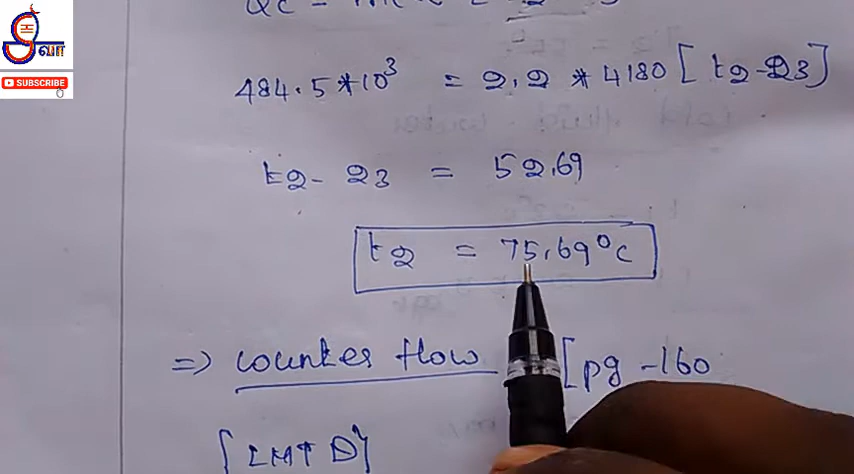 484.5*10³ = 2.2 * 4180 [t2-23]
t2- 23 = 52.69
t2 = 75.69°c
=> counter flow [pg -160
{LMTD}
வா
SUBSCRIBE